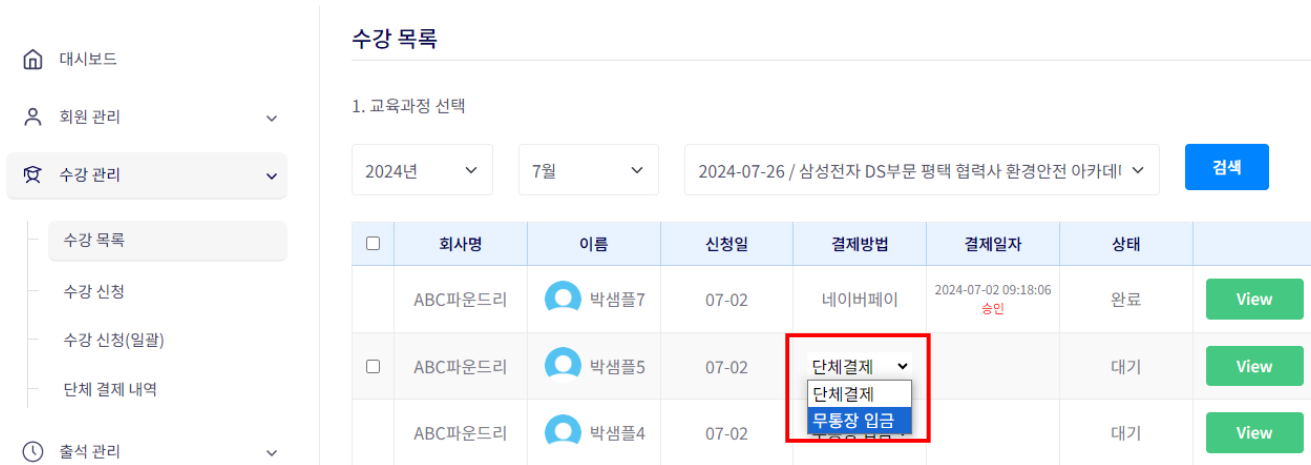 수강 목록
대시보드
1. 교육과정 선택
회원 관리
수강 관리
2024년
7월
2024-07-26 / 삼성전자 DS부문 평택 협력사 환경안전 아카데
검색
수강 목록
수강 신청
수강 신청(일괄)
단체 결제 내역
출석 관리
회사명 이름 신청일 결제방법 결제일자 상태
ABC파운드리 박샘플7 07-02 네이버페이 2024-07-02 09:18:06 완료 View
승인
ABC파운드리 박샘플5 07-02 단체결제 대기 View
단체결제
무통장 입금
ABC파운드리 박샘플4 07-02 대기 View